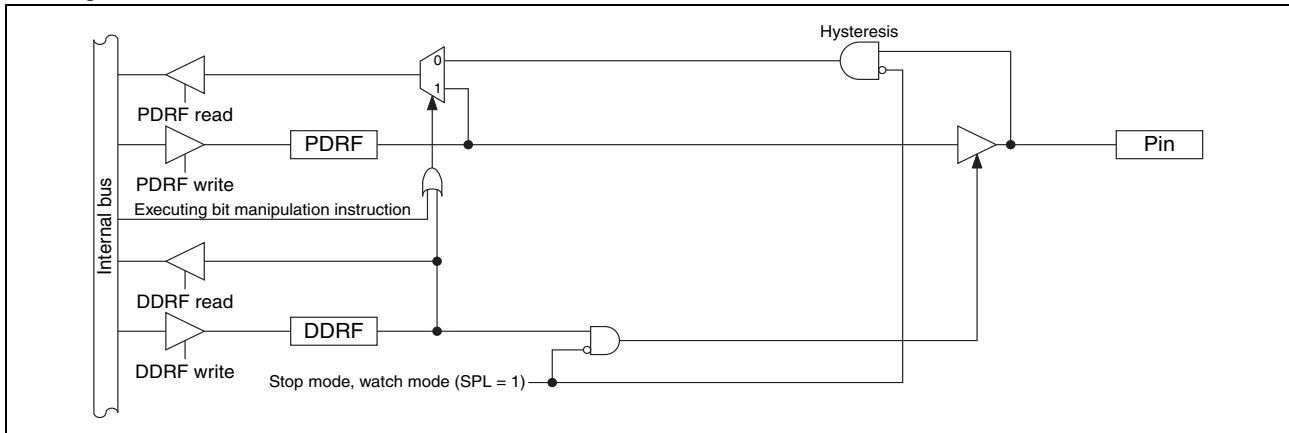 Hysteresis
0
1
PDRF read
PDRF
Pin
PDRF write
Executing bit manipulation instruction
Internal bus
DDRF read
DDRF
DDRF write
Stop mode, watch mode (SPL = 1)